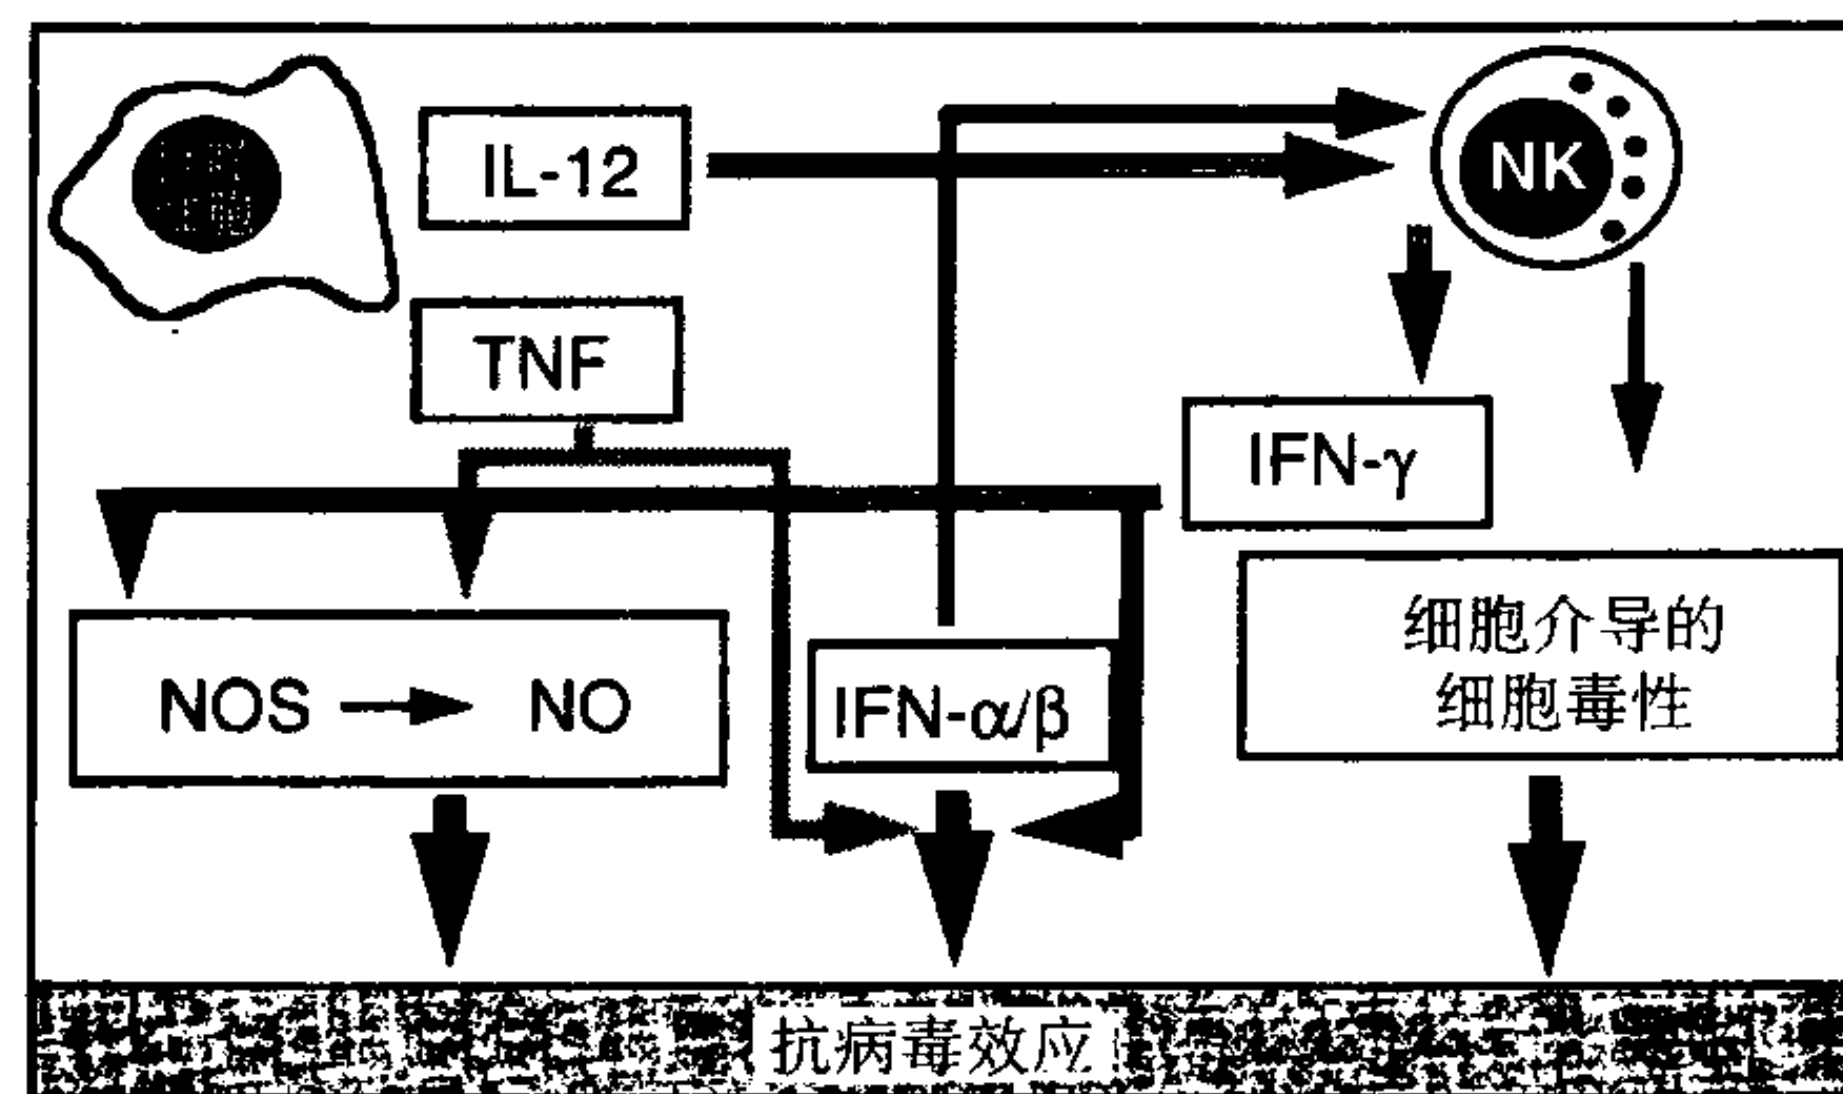 IL-12
NK
TNF
IFN-γ
NOS → NO
IFN-α/β
细胞介导的
细胞毒性
抗病毒效应